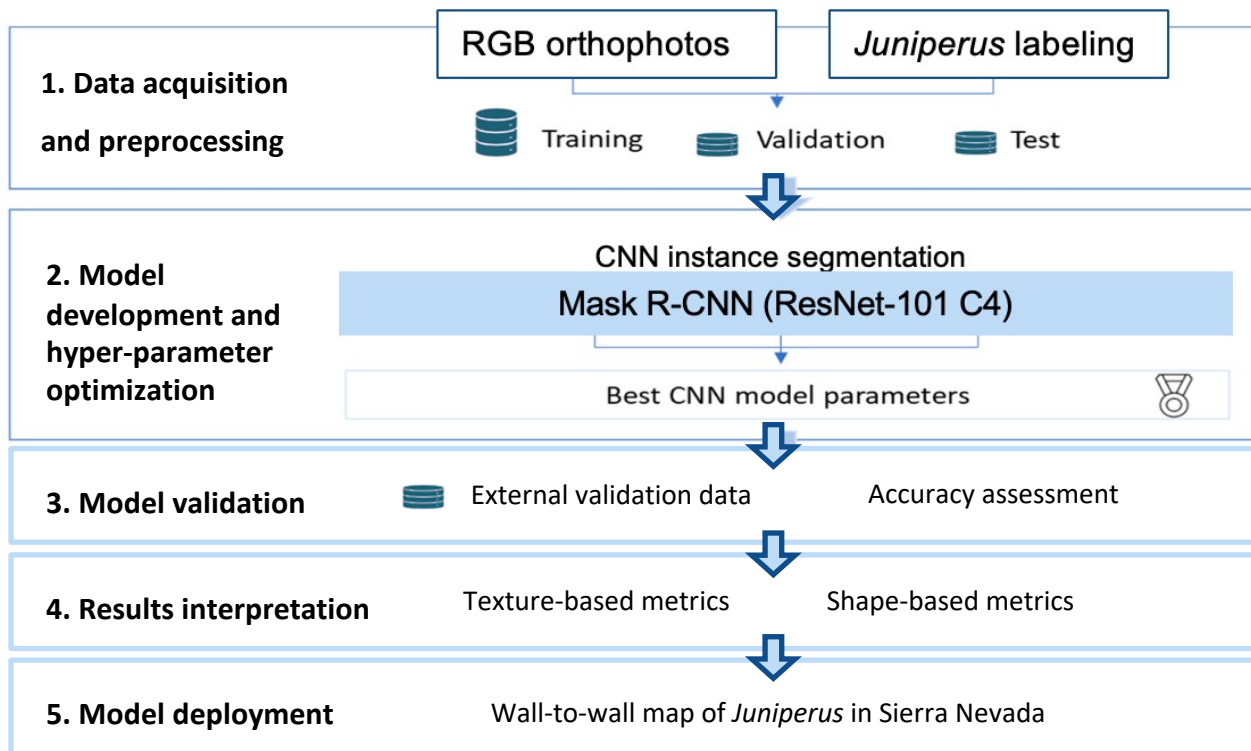 RGB orthophotos
Juniperus labeling
1. Data acquisition
and preprocessing
Training
Validation
Test
2. Model
development and
hyper-parameter
optimization
CNN instance segmentation
Mask R-CNN (ResNet-101 C4)
Best CNN model parameters
3. Model validation
External validation data
Accuracy assessment
4. Results interpretation
Texture-based metrics
Shape-based metrics
5. Model deployment
Wall-to-wall map of Juniperus in Sierra Nevada